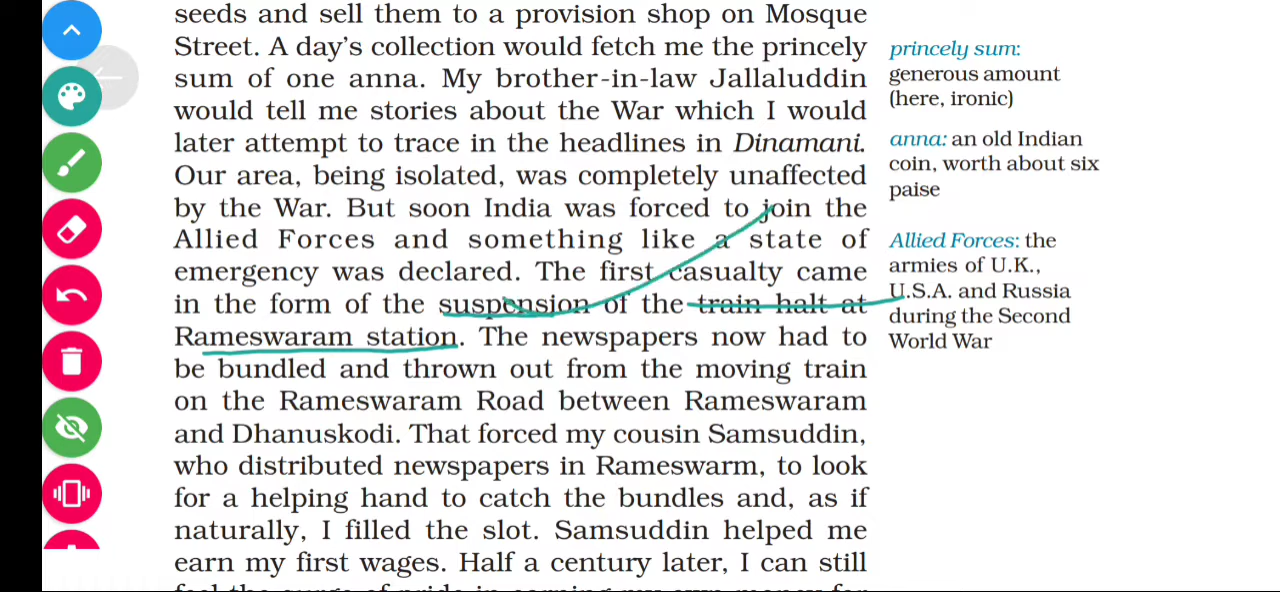 seeds and sell them to a provision shop on Mosque
Street. A day's collection would fetch me the princely
sum of one anna. My brother-in-law Jallaluddin
would tell me stories about the War which I would
later attempt to trace in the headlines in Dinamani.
Our area, being isolated, was completely unaffected
by the War. But soon India was forced to join the
Allied Forces and something like a state of
emergency was declared. The first casualty came
in the form of the suspension of the train halt at
Rameswaram station. The newspapers now had to
be bundled and thrown out from the moving train
on the Rameswaram Road between Rameswaram
and Dhanuskodi. That forced my cousin Samsuddin,
who distributed newspapers in Rameswarm, to look
for a helping hand to catch the bundles and, as if
naturally, I filled the slot. Samsuddin helped me
earn my first wages. Half a century later, I can still
princely sum:
generous amount
(here, ironic)
anna: an old Indian
coin, worth about six
paise
Allied Forces: the
armies of U.K.,
U.S.A. and Russia
during the Second
World War